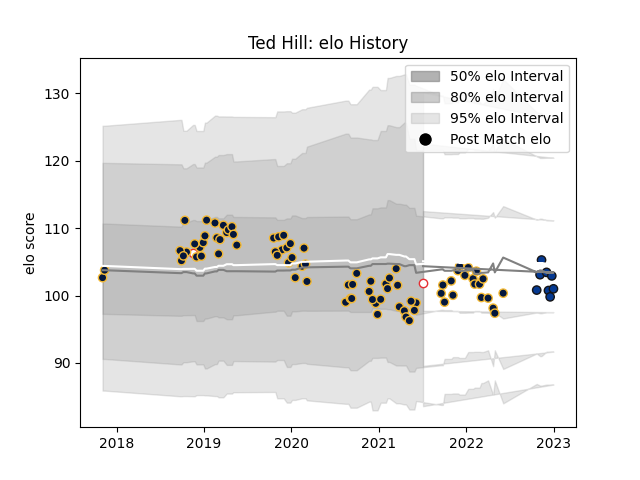 Ted Hill: elo History
50% elo Interval
80% elo Interval
95% elo Interval
Post Match elo
elo score
130
120
110
100
90
2018 2019 2020 2021 2022 2023